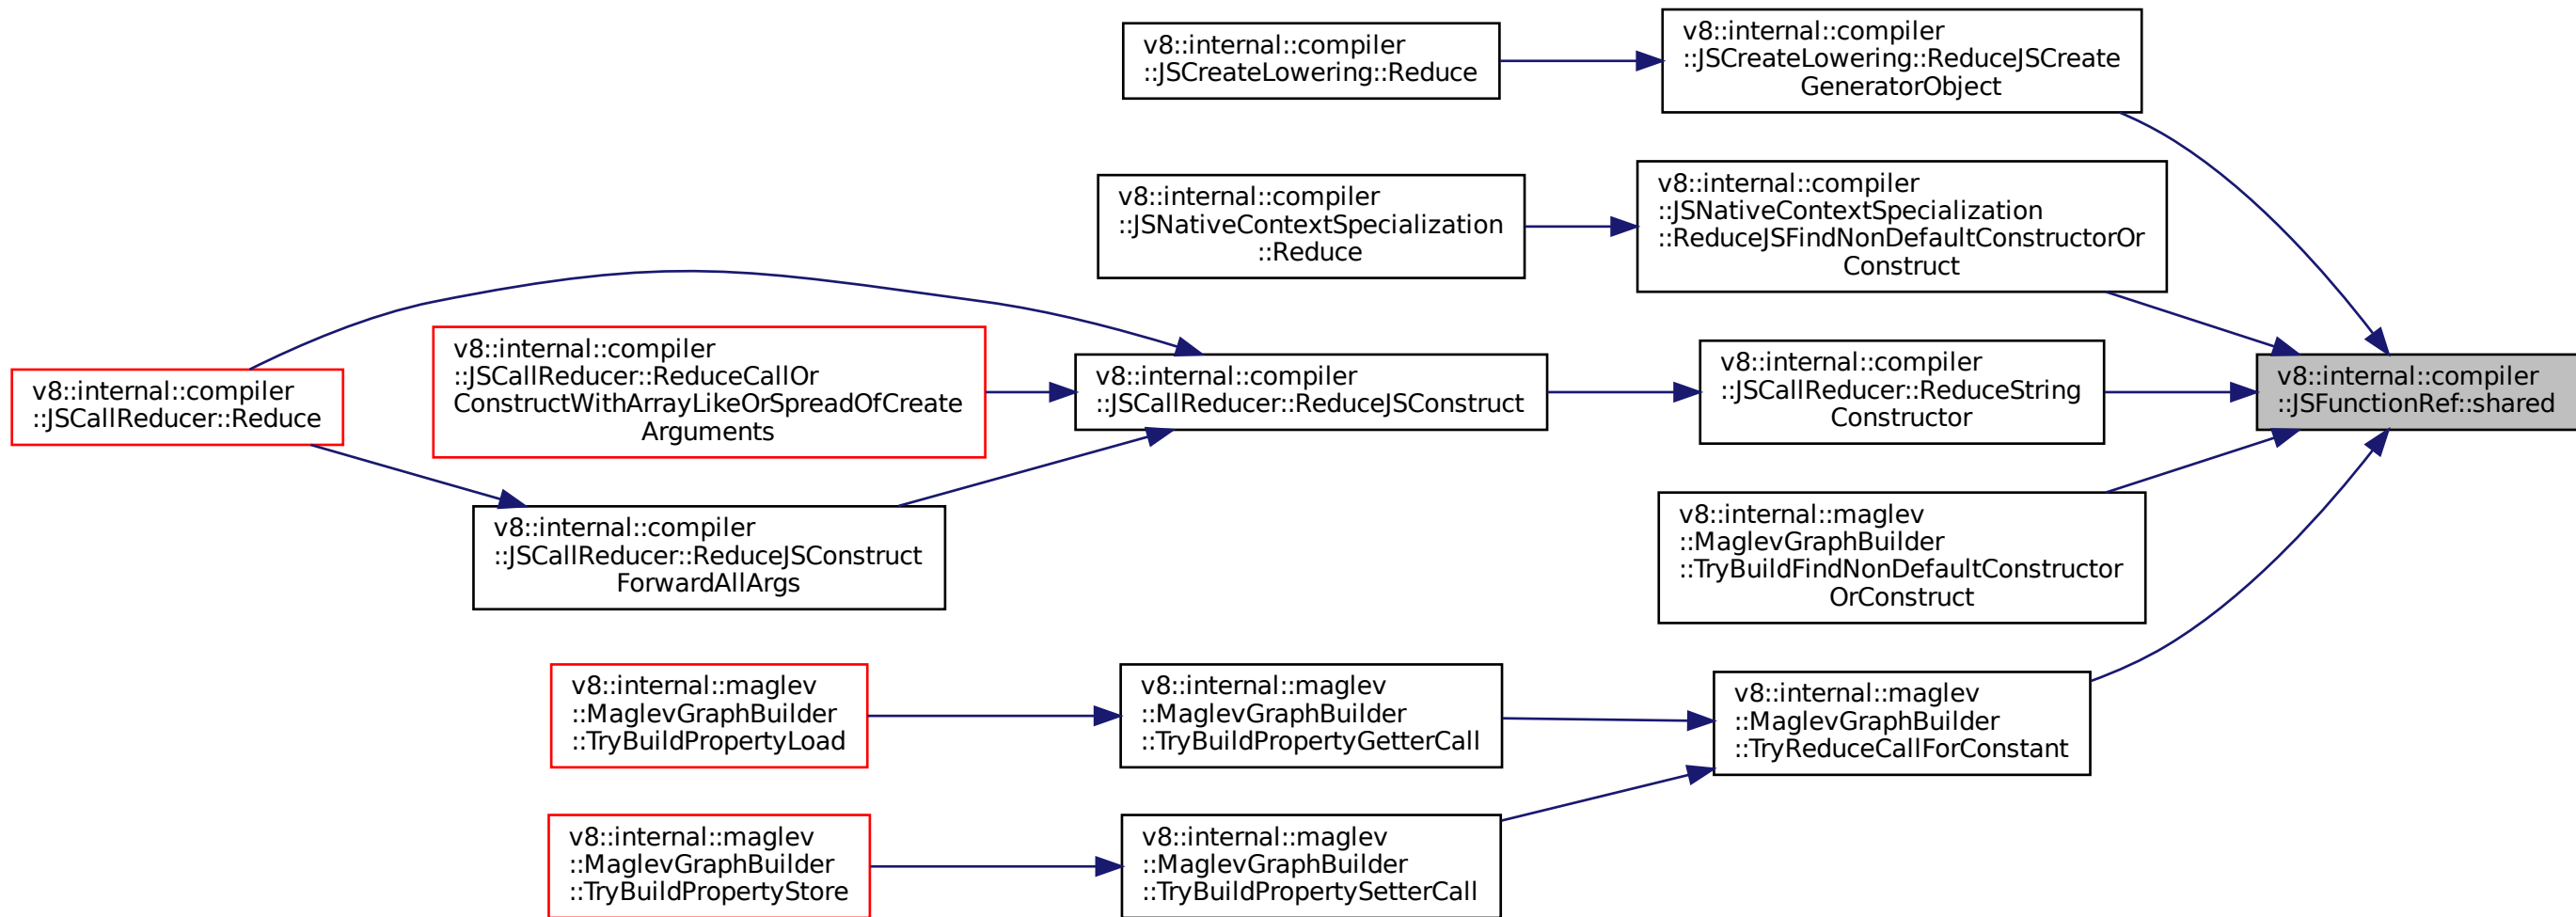 v8::internal::compiler
::JSCreateLowering::Reduce
v8::internal::compiler
::JSCreateLowering::ReduceJSCreate
GeneratorObject
v8::internal::compiler
::JSNativeContextSpecialization
::Reduce
v8::internal::compiler
::JSNativeContextSpecialization
::ReduceJSFindNonDefaultConstructorOr
Construct
v8::internal::compiler
::JSCallReducer::Reduce
v8::internal::compiler
::JSCallReducer::ReduceCallOr
ConstructWithArrayLikeOrSpreadOfCreate
Arguments
v8::internal::compiler
::JSCallReducer::ReduceJSConstruct
v8::internal::compiler
::JSCallReducer::ReduceString
Constructor
v8::internal::compiler
::JSFunctionRef::shared
v8::internal::compiler
::JSCallReducer::ReduceJSConstruct
ForwardAllArgs
v8::internal::maglev
::MaglevGraphBuilder
::TryBuildFindNonDefaultConstructor
OrConstruct
v8::internal::maglev
::MaglevGraphBuilder
::TryBuildPropertyLoad
v8::internal::maglev
::MaglevGraphBuilder
::TryBuildPropertyGetterCall
v8::internal::maglev
::MaglevGraphBuilder
::TryReduceCallForConstant
v8::internal::maglev
::MaglevGraphBuilder
::TryBuildPropertyStore
v8::internal::maglev
::MaglevGraphBuilder
::TryBuildPropertySetterCall